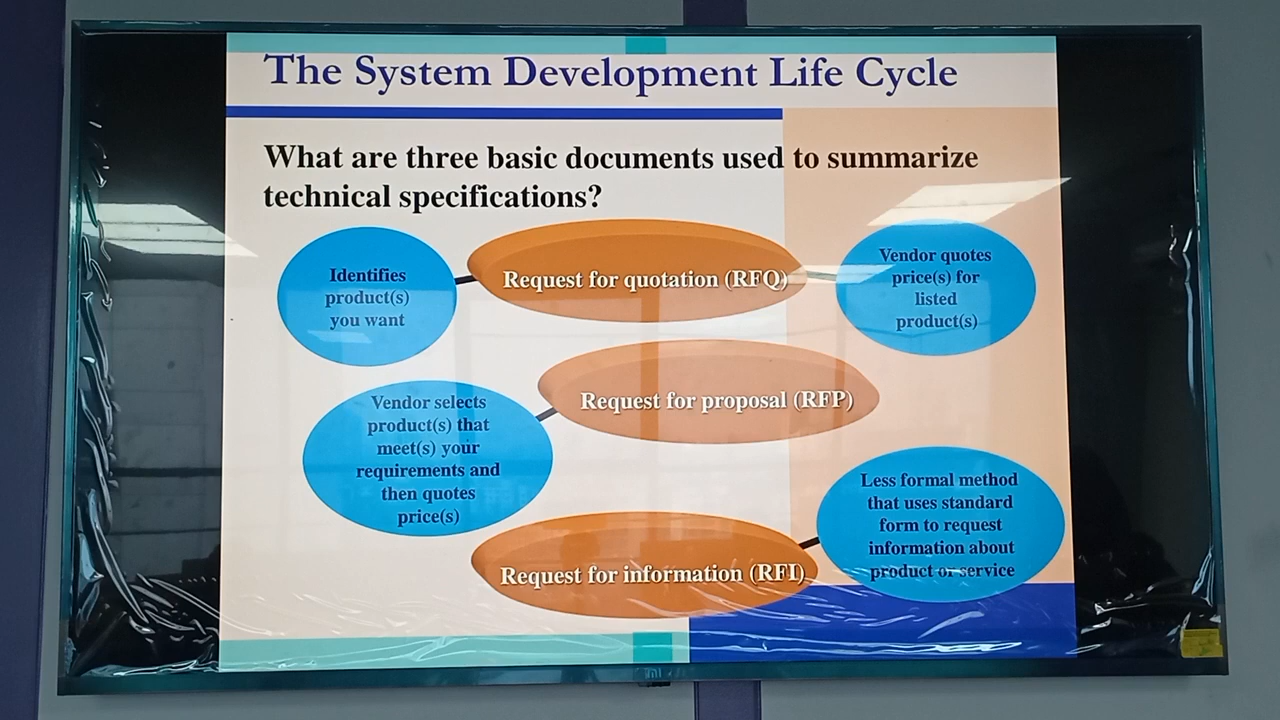 The System Development Life Cycle
What are three basic documents used to summarize
technical specifications?
Identifies
product(s)
you want
Request for quotation (RFQ)
Vendor quotes
price(s) for
listed
product(s)
Vendor selects
product(s) that
meet(s) your
requirements and
then quotes
price(s)
Request for proposal (RFP)
Request for information (RFI)
Less formal method
that uses standard
form to request
information about
product or service
mi